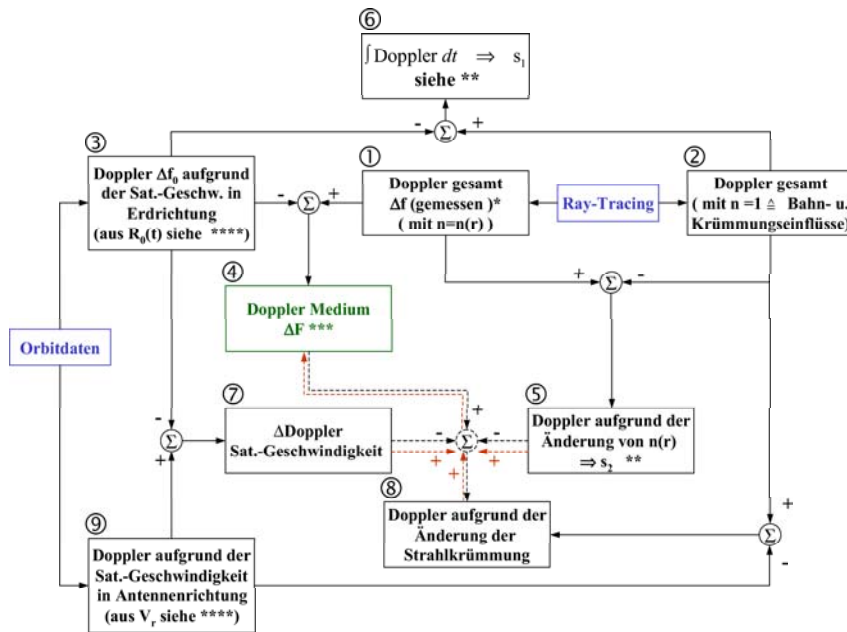 ⑥
∫Doppler dt ⇒ s₁
siehe **
- Σ +
③
Doppler Δf₀ aufgrund
der Sat.-Geschw. in
Erdrichtung
(aus R₀(t) siehe ****)
- Σ +
①
Doppler gesamt
Δf (gemessen )*
( mit n=n(r) )
Ray-Tracing
②
Doppler gesamt
( mit n =1 ≙ Bahn- u.
Krümmungseinflüsse)
+ Σ -
④
Doppler Medium
ΔF ***
Orbitdaten
- Σ +
⑦
ΔDoppler
Sat.-Geschwindigkeit
- + Σ - +
+ +
⑤
Doppler aufgrund der
Änderung von n(r)
⇒ s₂ **
⑧
Doppler aufgrund der
Änderung der
Strahlkrümmung
+ Σ -
⑨
Doppler aufgrund der
Sat.-Geschwindigkeit
in Antennenrichtung
(aus Vᵣ siehe ****)